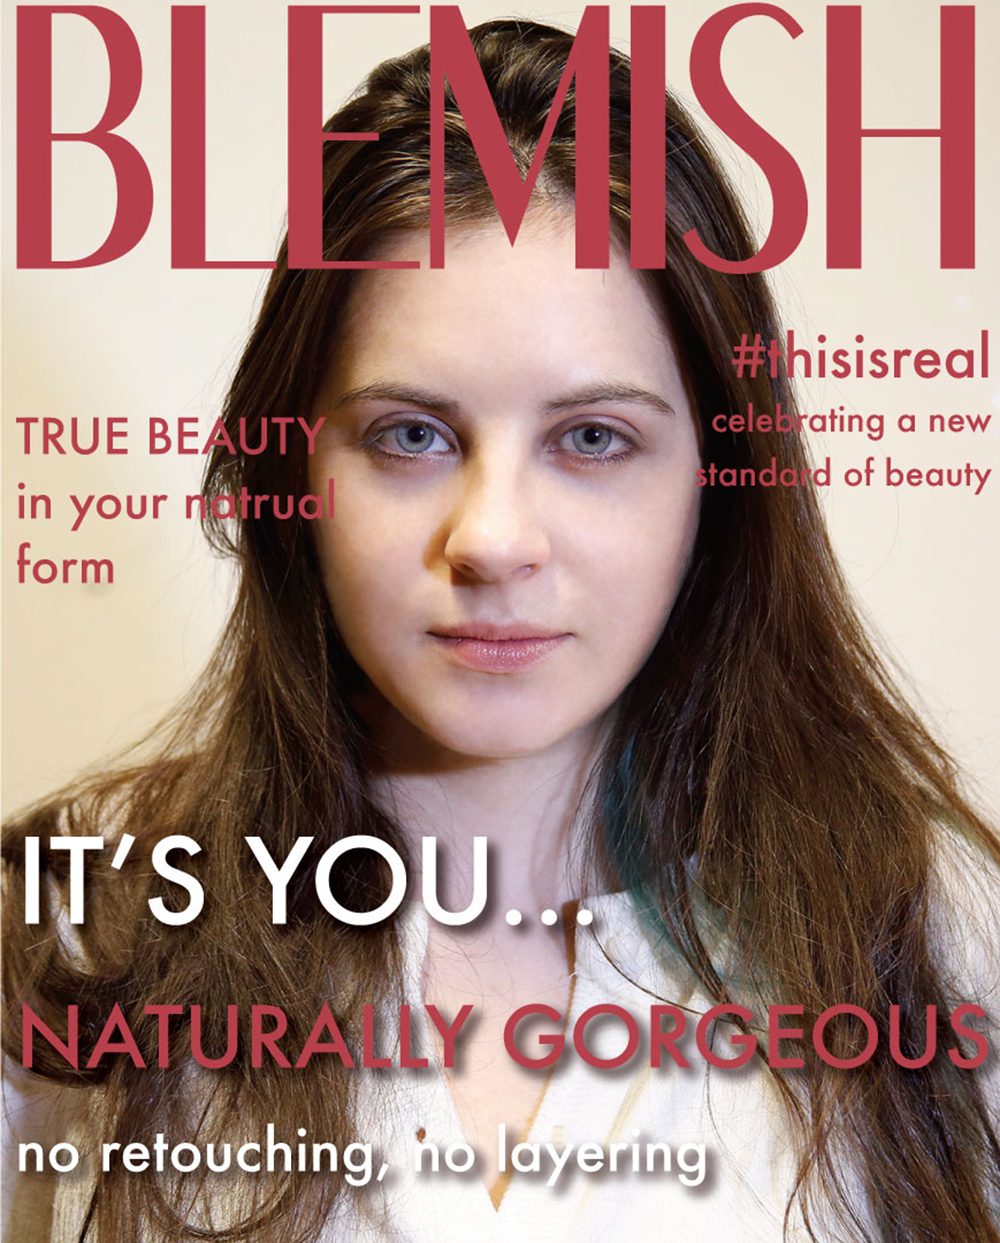 BLEMISH
#thisisreal
celebrating a new
standard of beauty
TRUE BEAUTY
in your natrual
form
IT'S YOU...
NATURALLY GORGEOUS
no retouching, no layering